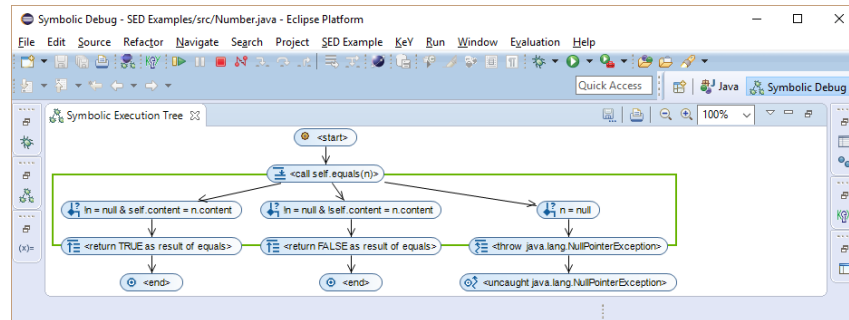 Symbolic Debug - SED Examples/src/Number.java - Eclipse Platform
File Edit Source Refactor Navigate Search Project SED Example KeY Run Window Evaluation Help
Quick Access Java Symbolic Debug
Symbolic Execution Tree
100%
<start>
<call self.equals(n)>
!n = null & self.content = n.content !n = null & !self.content = n.content n = null
<return TRUE as result of equals> <return FALSE as result of equals> <throw java.lang.NullPointerException>
(x)=
<end> <end> <uncaught java.lang.NullPointerException>